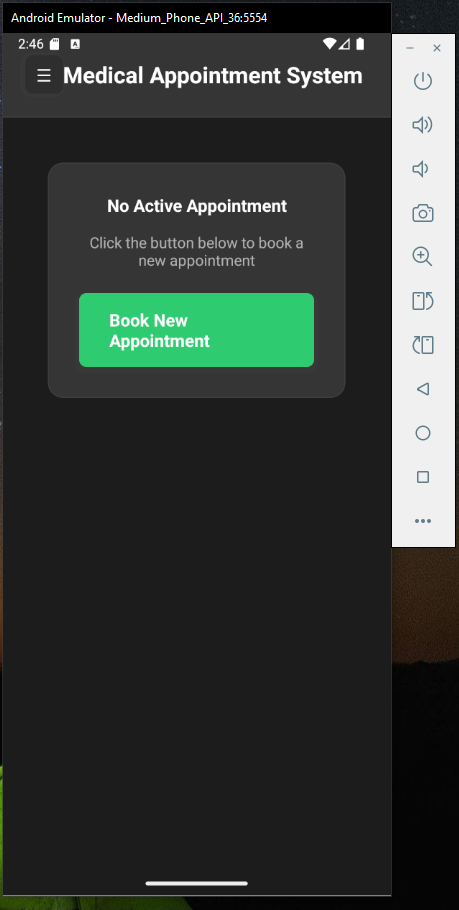 Android Emulator - Medium_Phone_API_36:5554
2:46
A
Medical Appointment System
No Active Appointment
Click the button below to book a
new appointment
Book New
Appointment